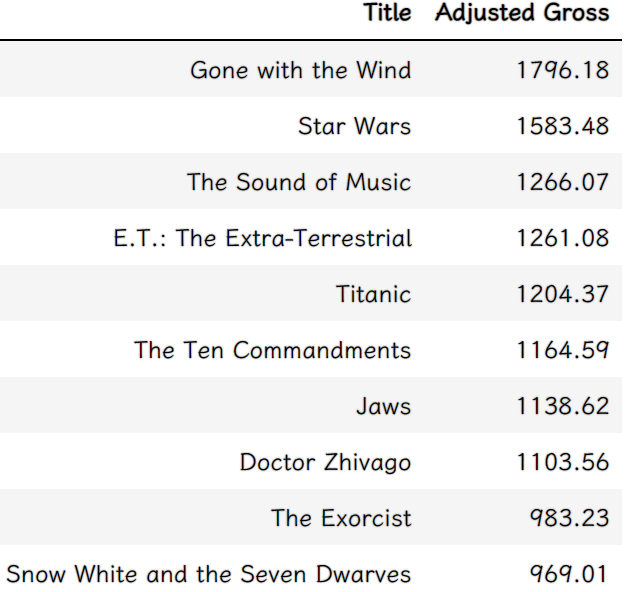 Title Adjusted Gross
Gone with the Wind 1796.18
Star Wars 1583.48
The Sound of Music 1266.07
E.T.: The Extra-Terrestrial 1261.08
Titanic 1204.37
The Ten Commandments 1164.59
Jaws 1138.62
Doctor Zhivago 1103.56
The Exorcist 983.23
Snow White and the Seven Dwarves 969.01